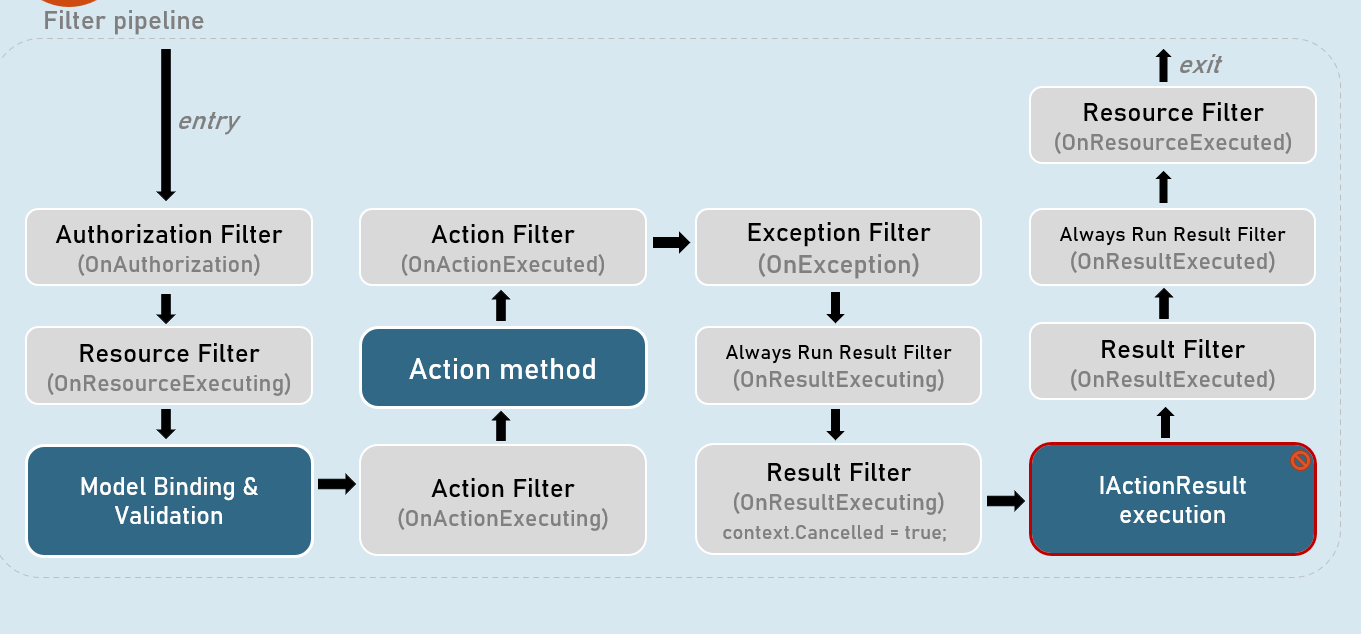 Filter pipeline
entry
Authorization Filter
(OnAuthorization)
Resource Filter
(OnResourceExecuting)
Model Binding &
Validation
Action Filter
(OnActionExecuting)
Action method
Action Filter
(OnActionExecuted)
Exception Filter
(OnException)
Always Run Result Filter
(OnResultExecuting)
Result Filter
(OnResultExecuting)
context.Cancelled = true;
IActionResult
execution
Result Filter
(OnResultExecuted)
Always Run Result Filter
(OnResultExecuted)
Resource Filter
(OnResourceExecuted)
exit